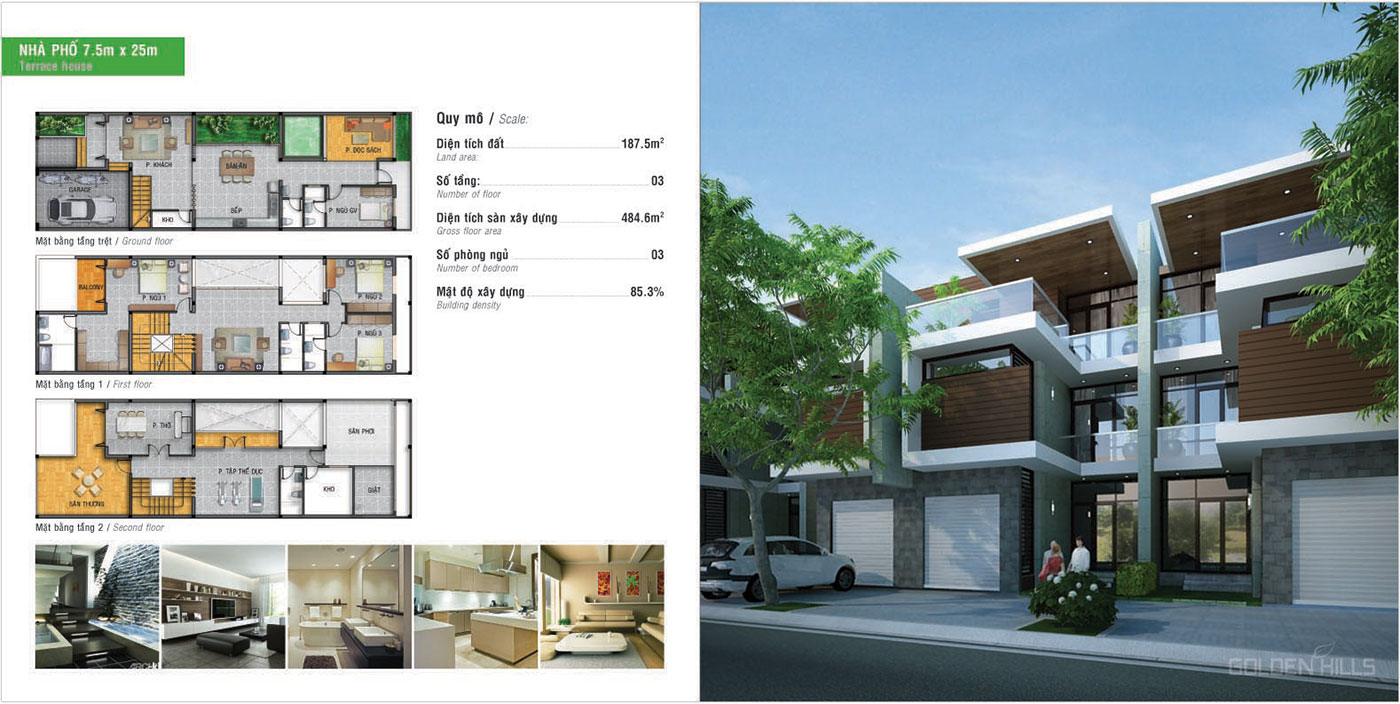 NHÀ PHỐ 7.5m x 25m
Terrace house
P. KHÁCH
BÀN ĂN
P. ĐỌC SÁCH
GARAGE
KHO
BẾP
P. NGỦ GV
Mặt bằng tầng trệt / Ground floor
BALCONY
P. NGỦ 1
P. NGỦ 2
P. NGỦ 3
Mặt bằng tầng 1 / First floor
P. THỜ
SÂN PHƠI
P. TẬP THỂ DỤC
SÂN THƯỢNG
KHO
GIẶT
Mặt bằng tầng 2 / Second floor
Quy mô / Scale:
Diện tích đất 187.5m²
Land area:
Số tầng: 03
Number of floor
Diện tích sàn xây dựng 484.6m²
Gross floor area
Số phòng ngủ 03
Number of bedroom
Mật độ xây dựng 85.3%
Building density
GOLDEN HILLS